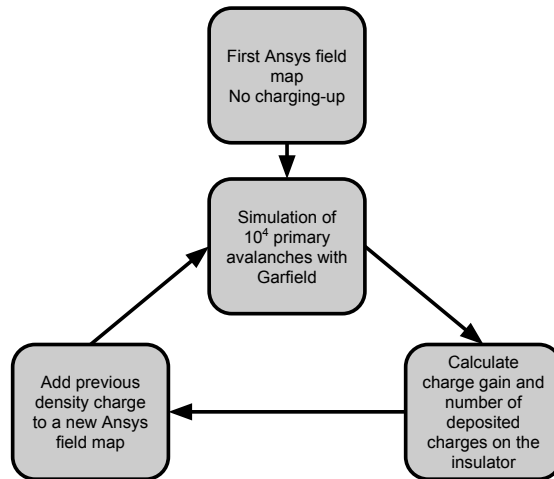 First Ansys field
map
No charging-up
Simulation of
10⁴ primary
avalanches with
Garfield
Calculate
charge gain and
number of
deposited
charges on the
insulator
Add previous
density charge
to a new Ansys
field map